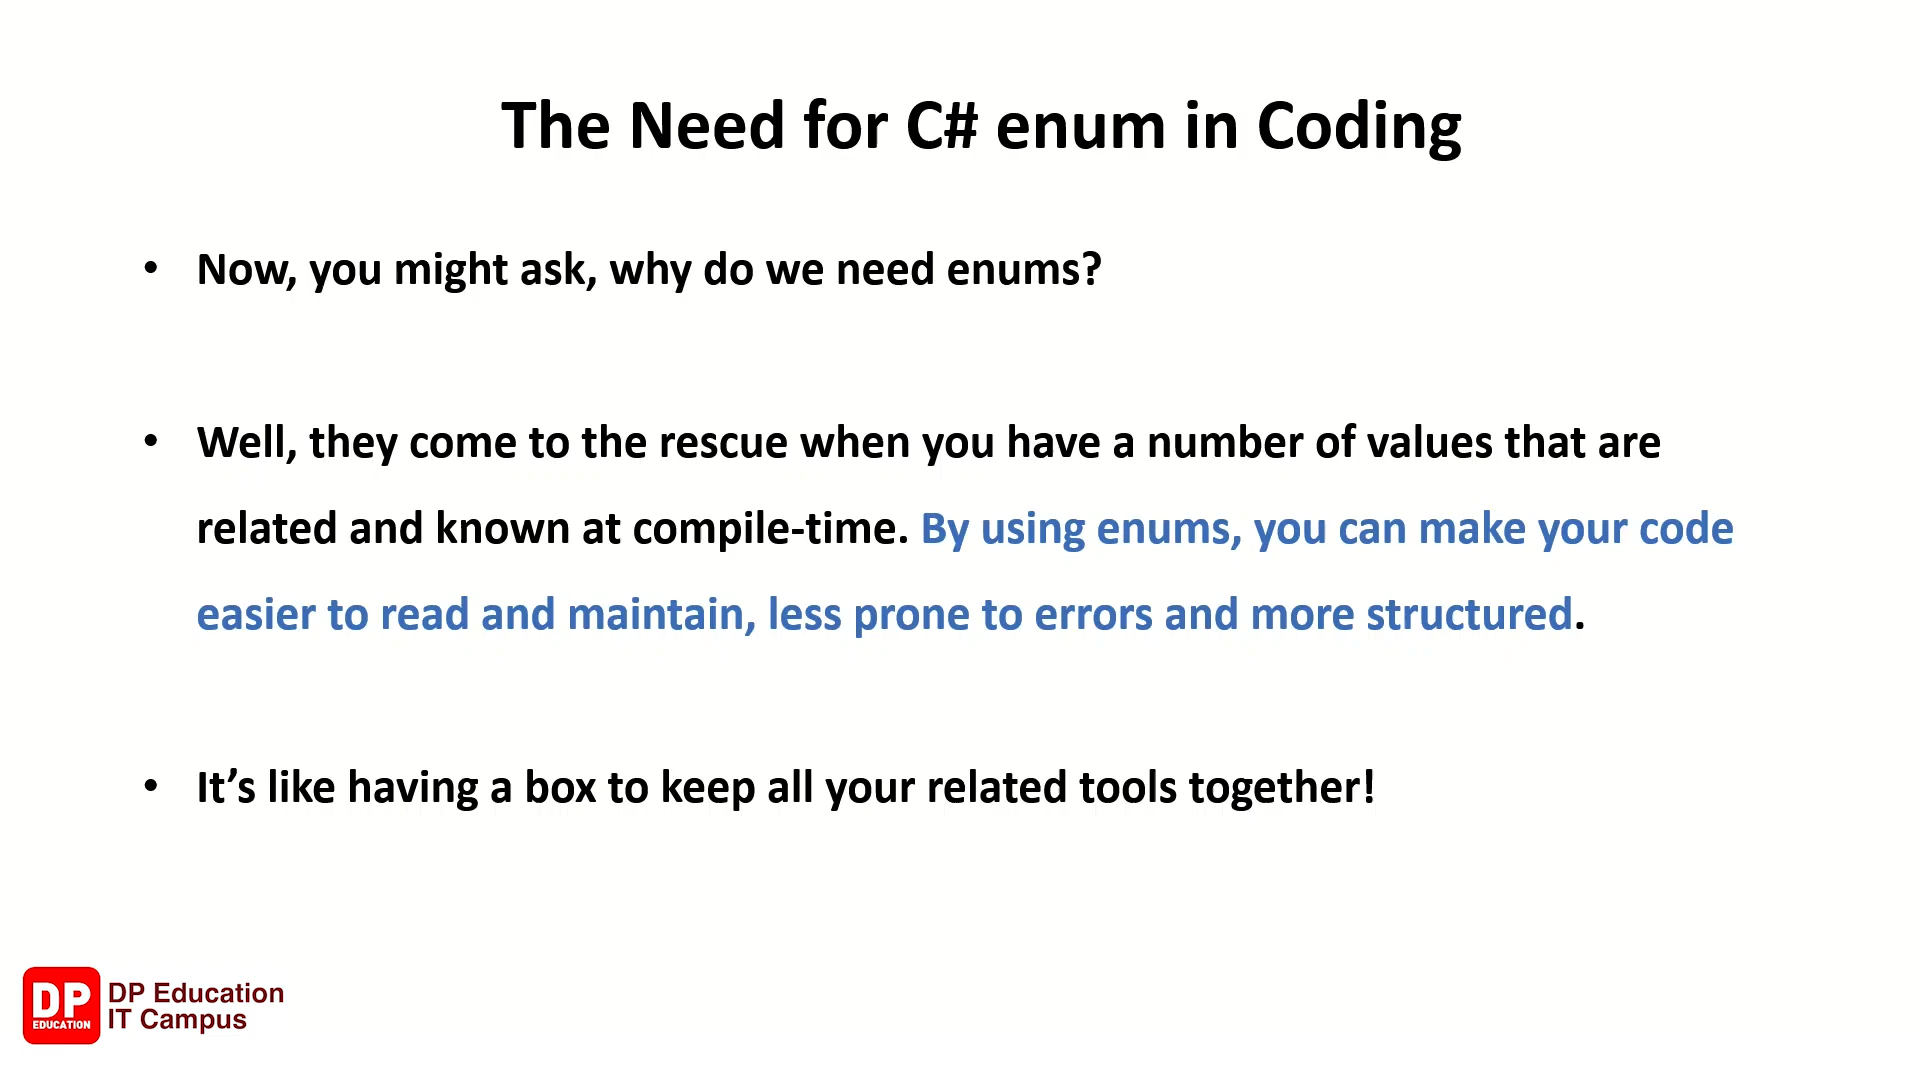 The Need for C# enum in Coding
• Now, you might ask, why do we need enums?
• Well, they come to the rescue when you have a number of values that are
related and known at compile-time. By using enums, you can make your code
easier to read and maintain, less prone to errors and more structured.
• It’s like having a box to keep all your related tools together!
DP
EDUCATION
DP Education
IT Campus